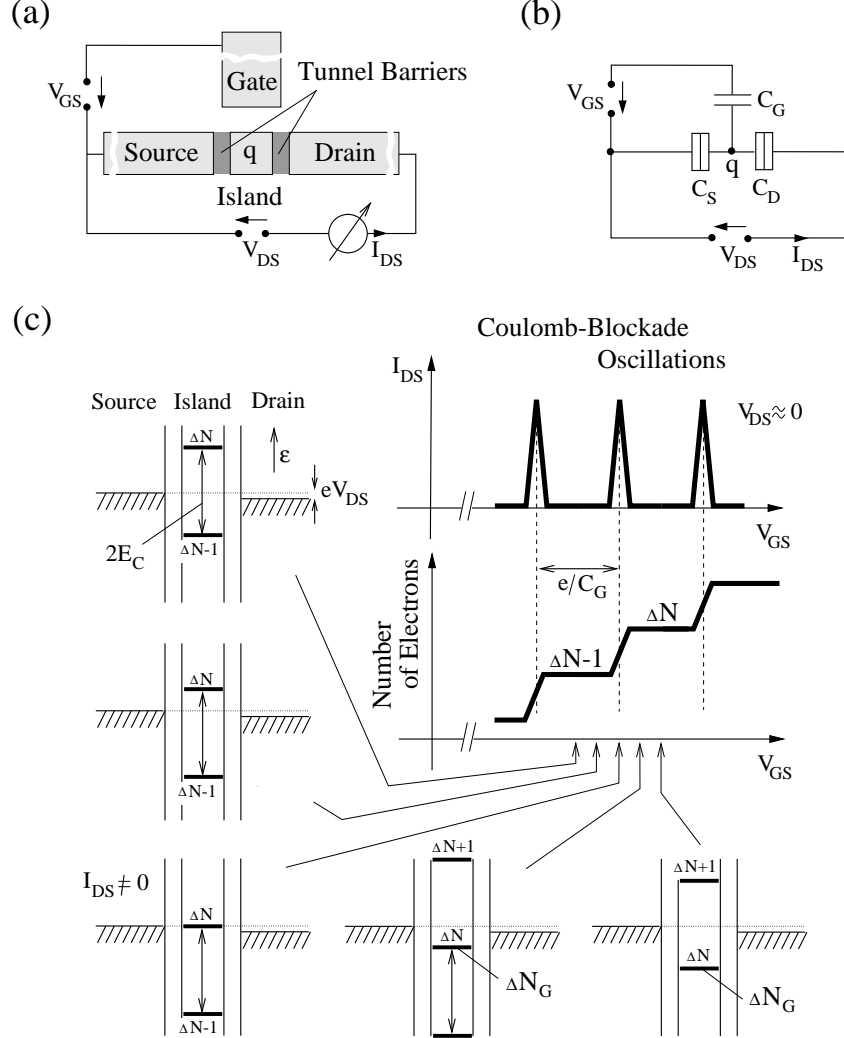 (a)
Gate
Tunnel Barriers
V_GS
Source
q
Drain
Island
V_DS
I_DS
(b)
V_GS
C_G
q
C_S
C_D
V_DS
I_DS
(c)
Coulomb-Blockade
Oscillations
I_DS
V_DS ≈ 0
V_GS
Source Island Drain
ΔN
ε
eV_DS
2E_C
ΔN-1
e/C_G
Number
of Electrons
ΔN-1
ΔN
V_GS
ΔN
ΔN-1
I_DS ≠ 0
ΔN
ΔN-1
ΔN+1
ΔN
ΔN_G
ΔN+1
ΔN
ΔN_G